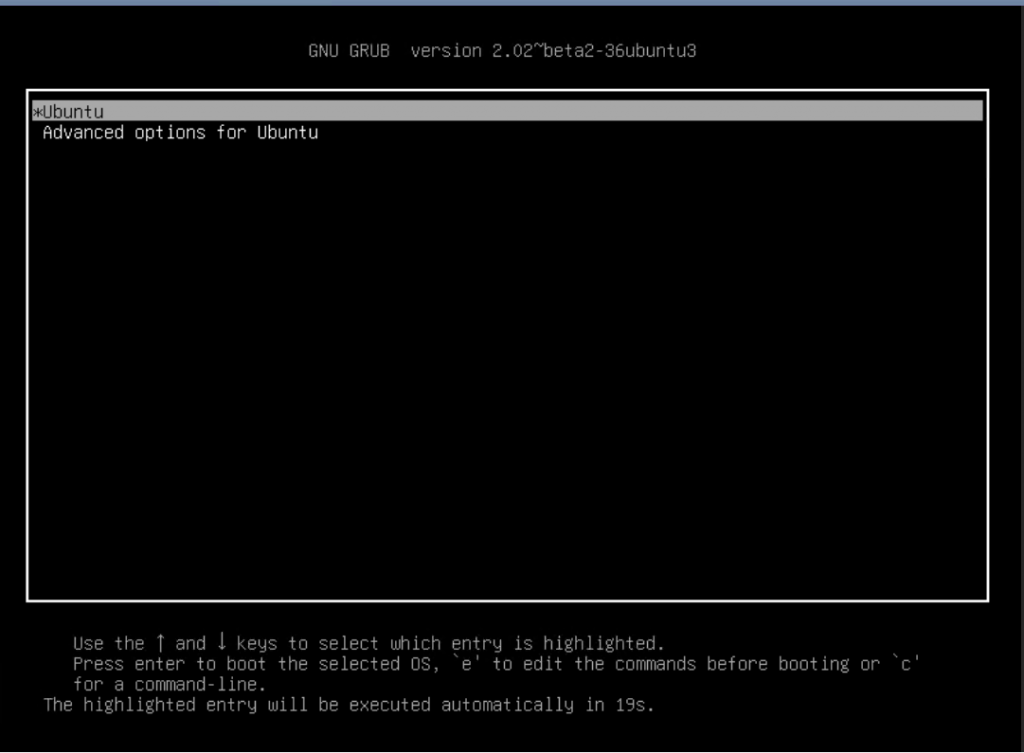 GNU GRUB  version 2.02~beta2-36ubuntu3
*Ubuntu
Advanced options for Ubuntu
Use the ↑ and ↓ keys to select which entry is highlighted.
Press enter to boot the selected OS, `e' to edit the commands before booting or `c'
for a command-line.
The highlighted entry will be executed automatically in 19s.